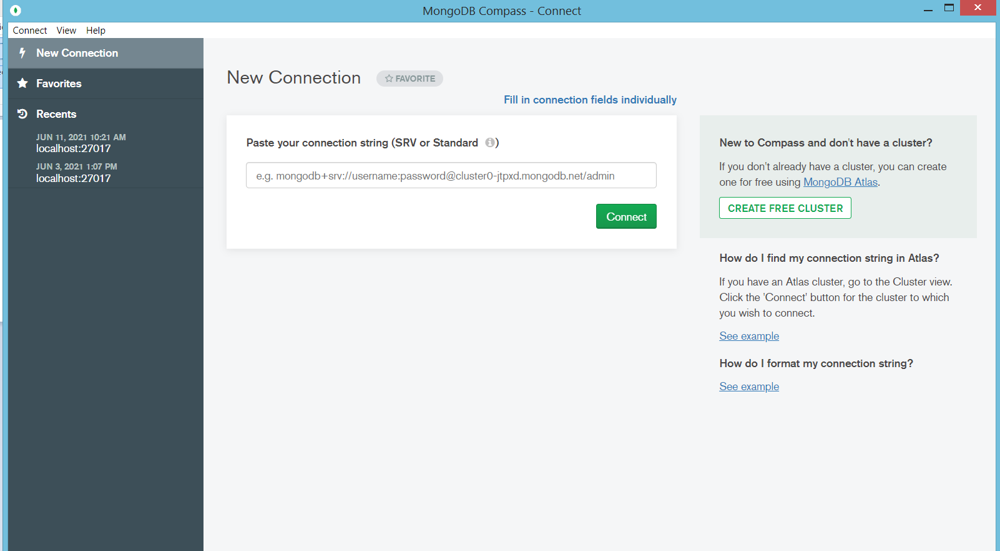 MongoDB Compass - Connect
Connect View Help
New Connection
Favorites
Recents
JUN 11, 2021 10:21 AM
localhost:27017
JUN 3, 2021 1:07 PM
localhost:27017
New Connection
FAVORITE
Fill in connection fields individually
Paste your connection string (SRV or Standard )
e.g. mongodb+srv://username:password@cluster0-jtpxd.mongodb.net/admin
Connect
New to Compass and don't have a cluster?
If you don't already have a cluster, you can create
one for free using MongoDB Atlas.
CREATE FREE CLUSTER
How do I find my connection string in Atlas?
If you have an Atlas cluster, go to the Cluster view.
Click the 'Connect' button for the cluster to which
you wish to connect.
See example
How do I format my connection string?
See example